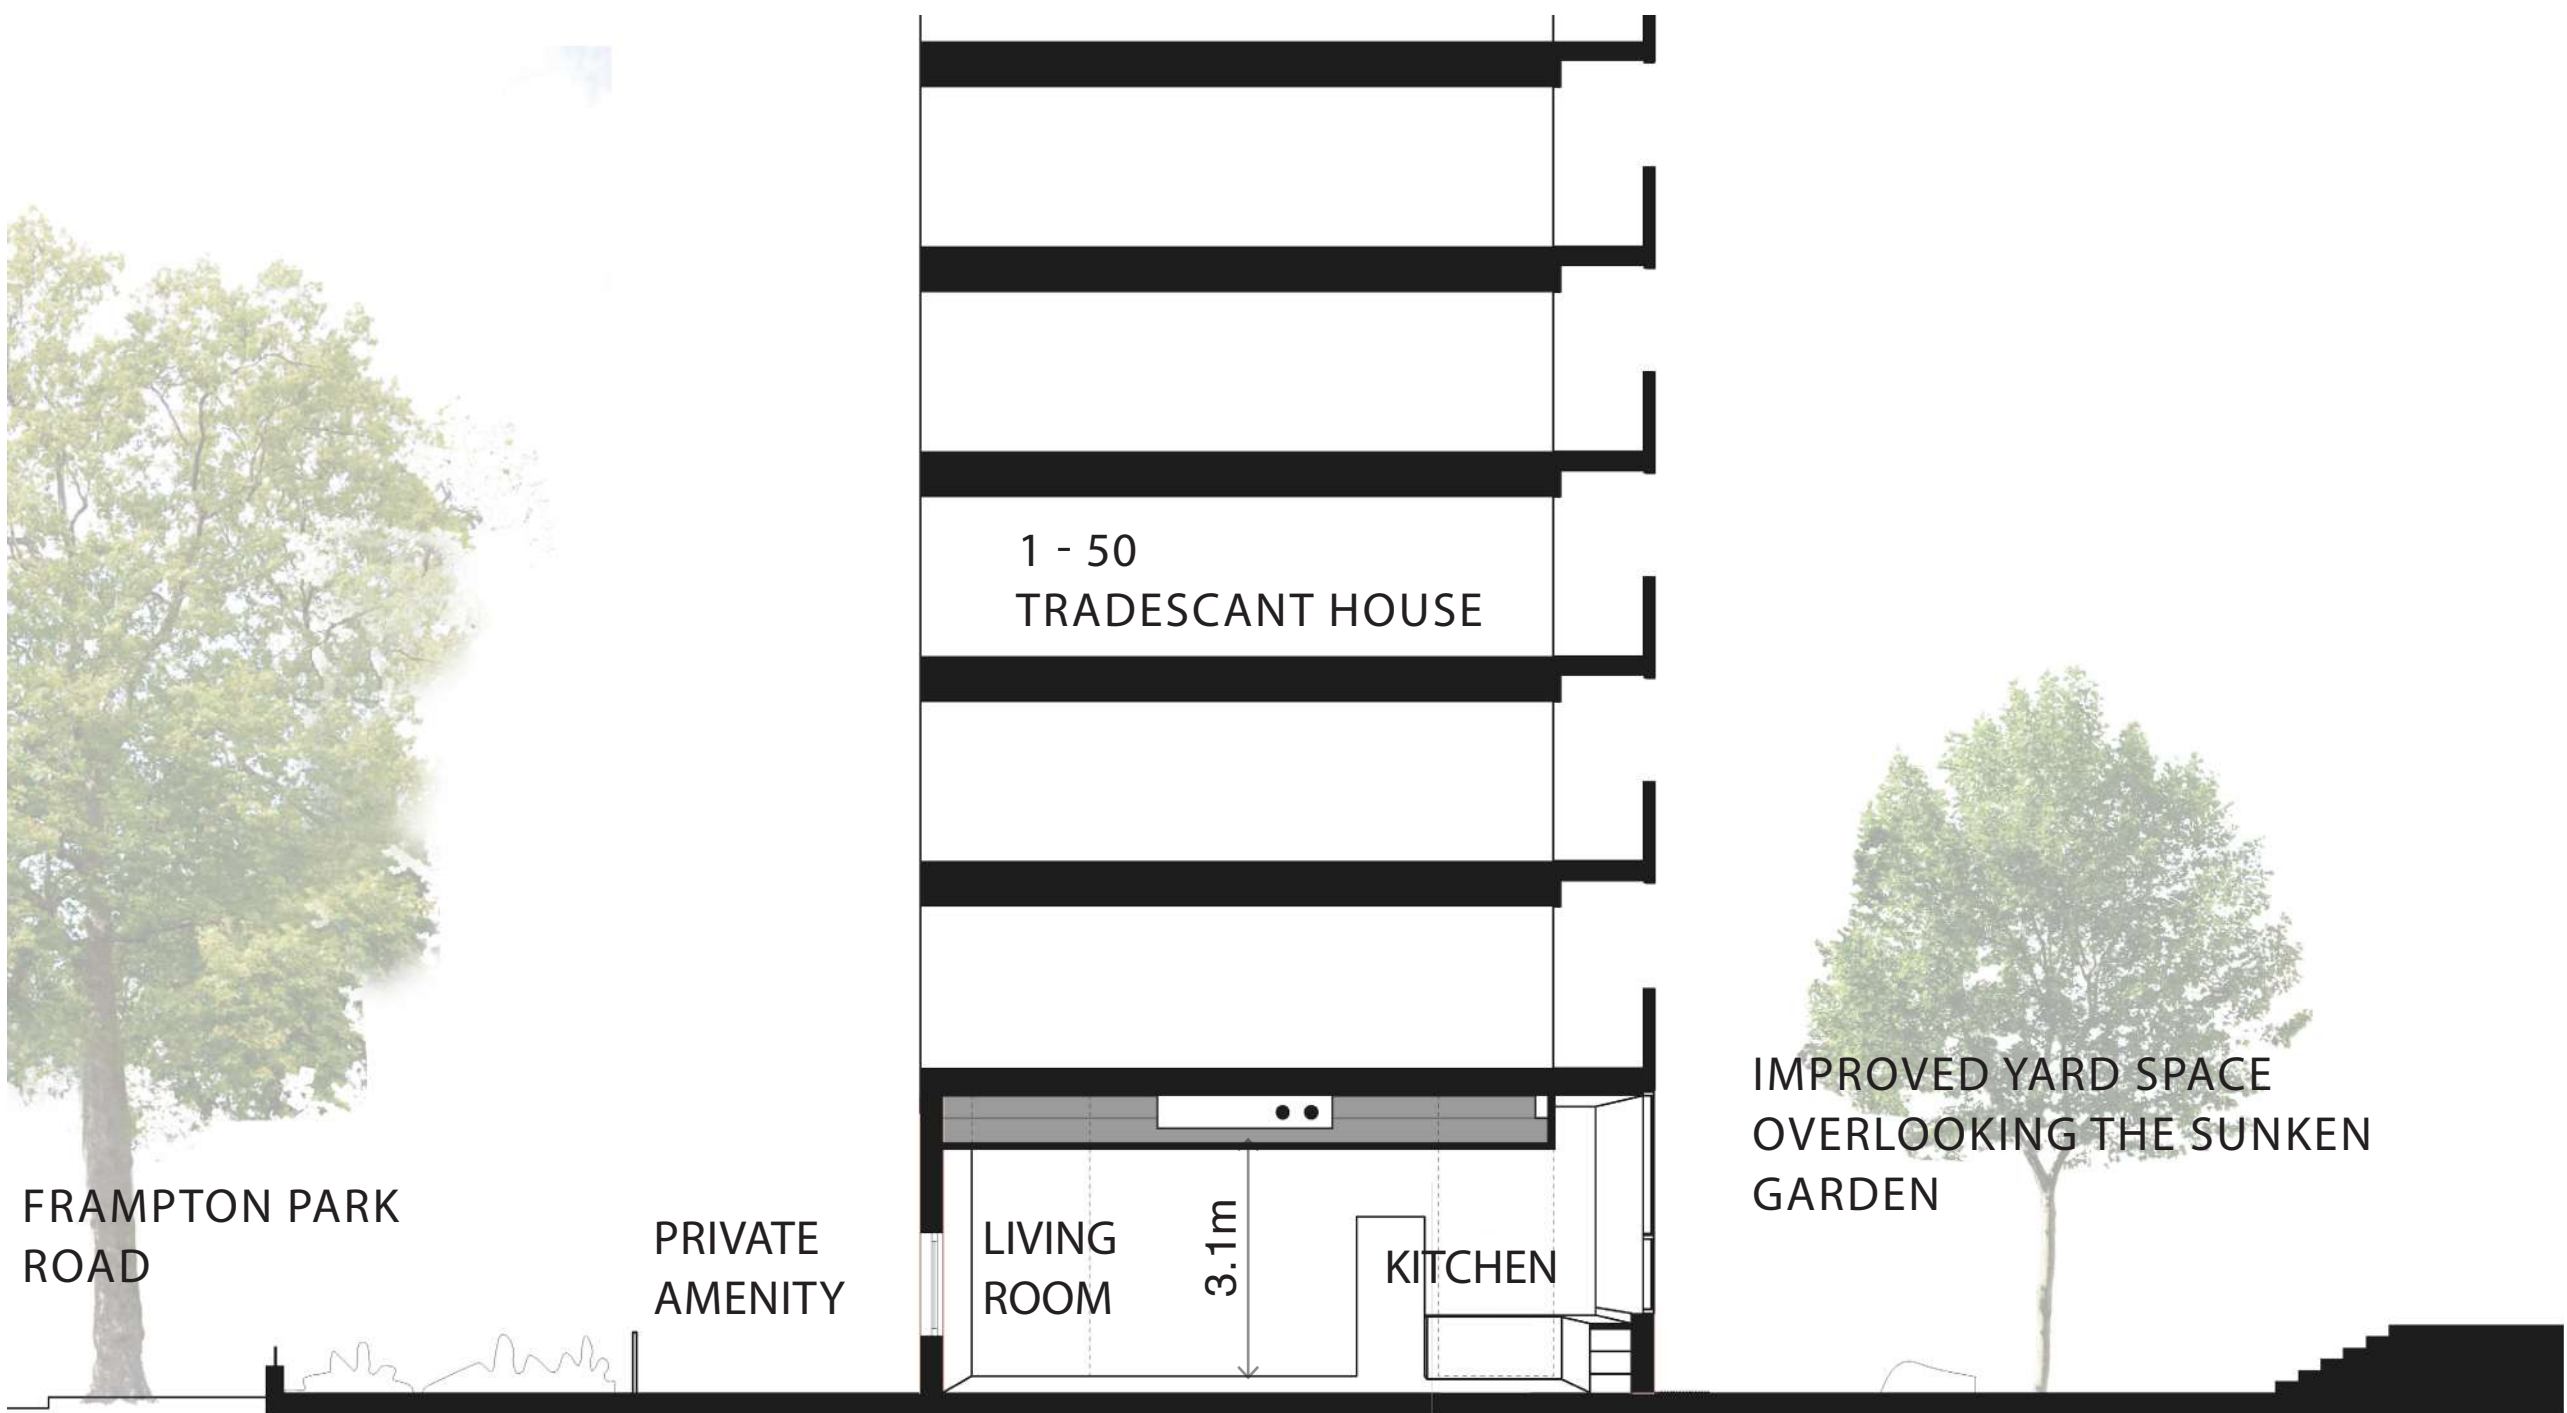 1 - 50
TRADESCANT HOUSE
FRAMPTON PARK
ROAD
PRIVATE
AMENITY
LIVING
ROOM
3.1m
KITCHEN
IMPROVED YARD SPACE
OVERLOOKING THE SUNKEN
GARDEN